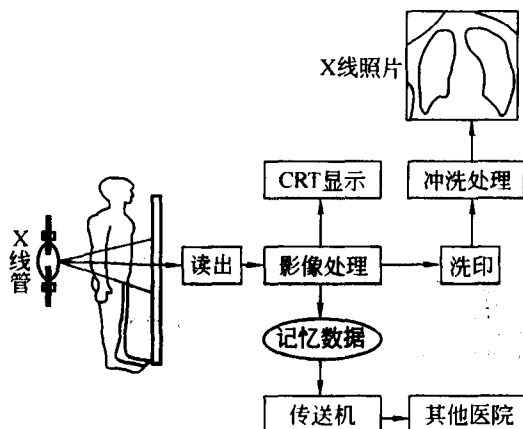 X线照片
CRT显示
冲洗处理
X线管
读出
影像处理
洗印
记忆数据
传送机
其他医院